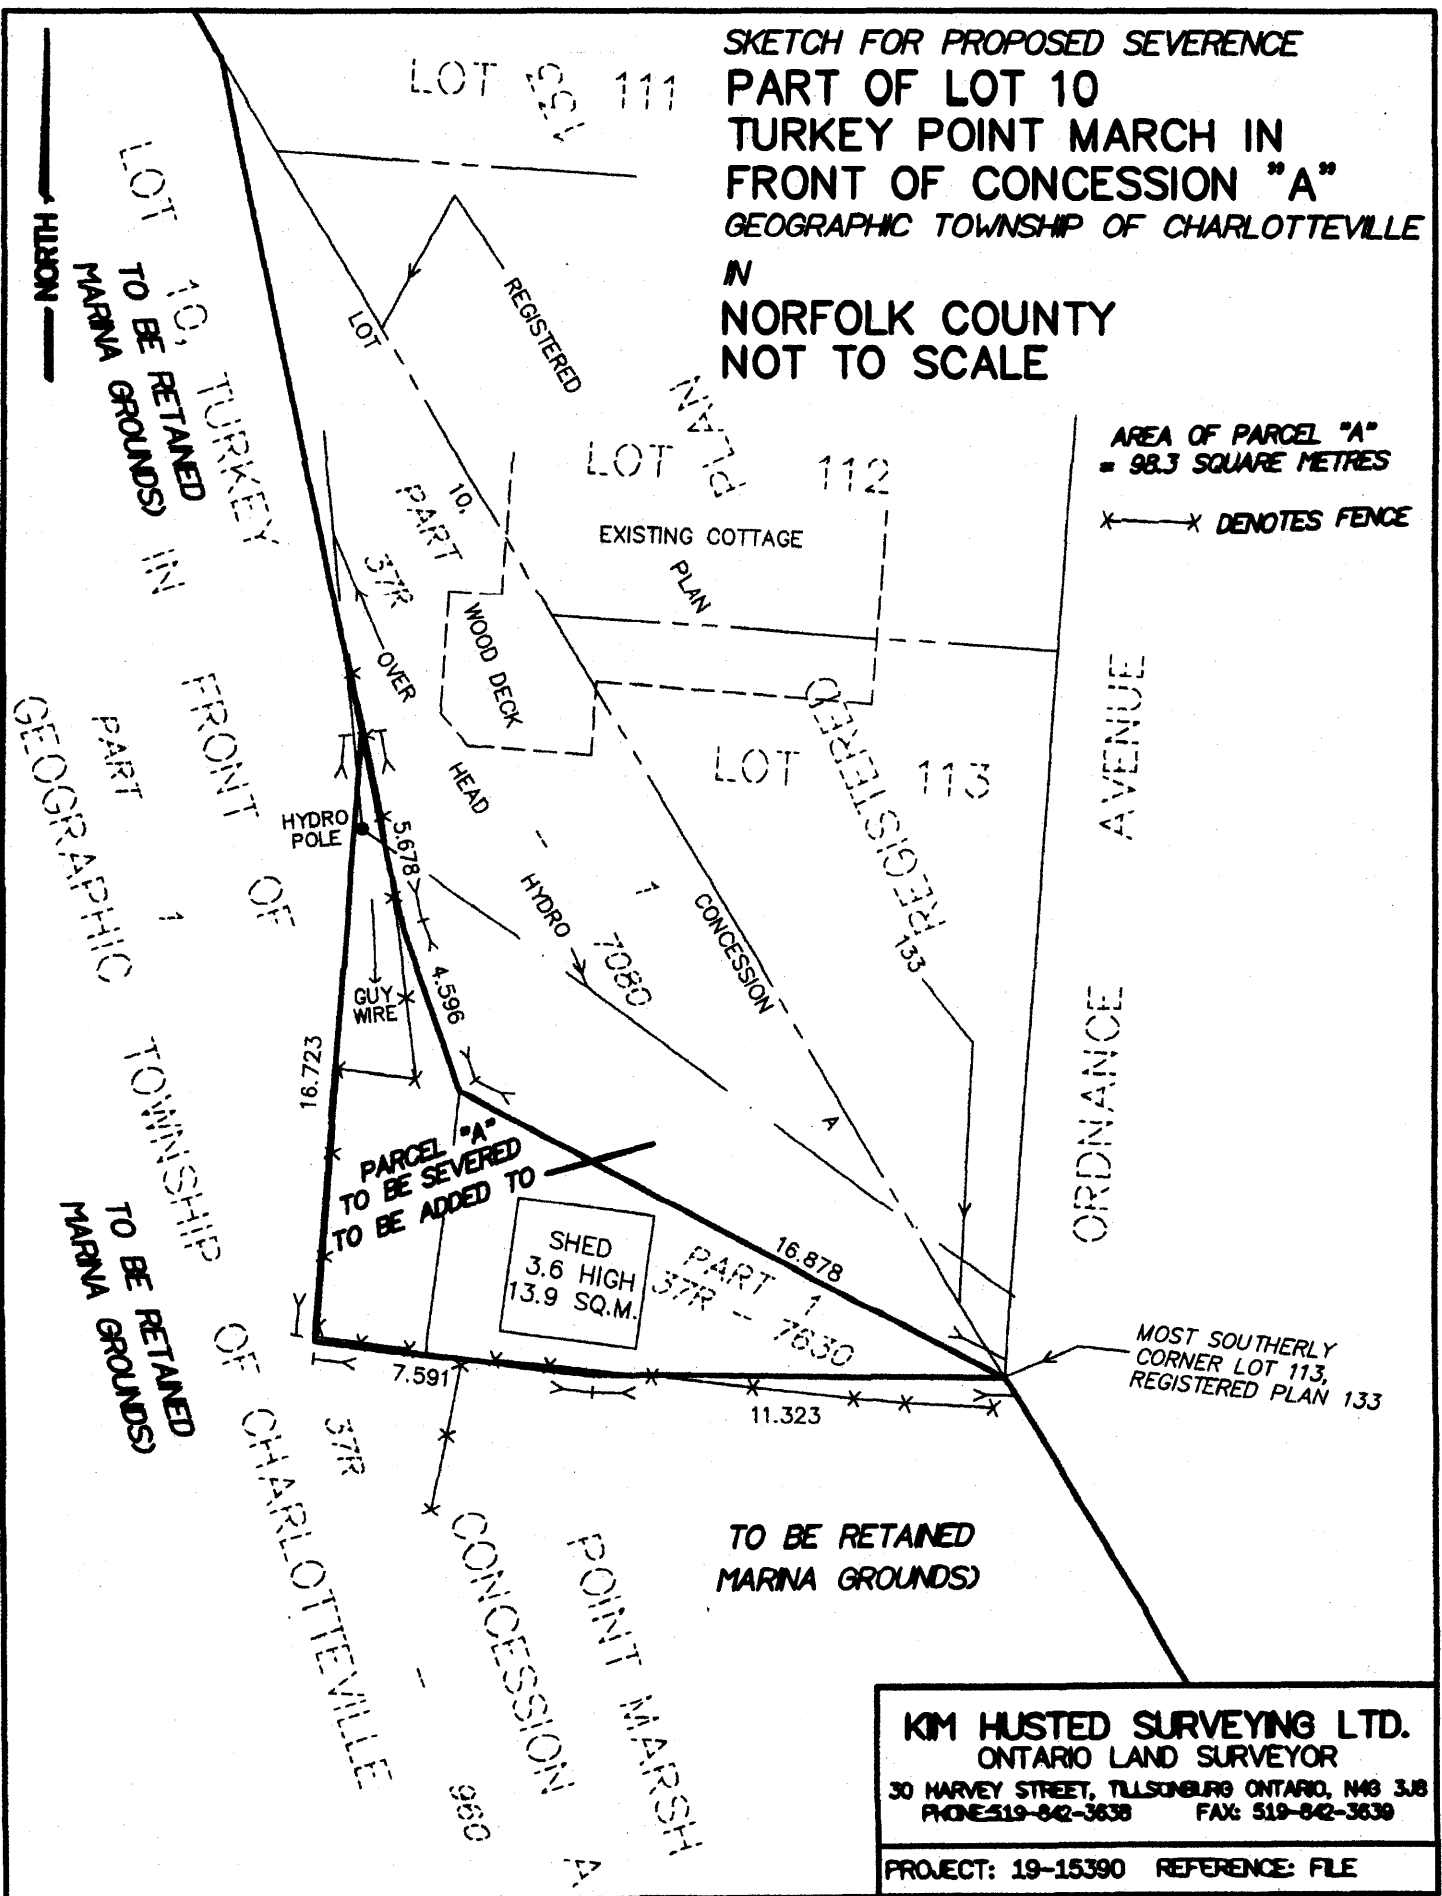 SKETCH FOR PROPOSED SEVERENCE
PART OF LOT 10
TURKEY POINT MARCH IN
FRONT OF CONCESSION "A"
GEOGRAPHIC TOWNSHIP OF CHARLOTTEVILLE
IN
NORFOLK COUNTY
NOT TO SCALE
AREA OF PARCEL "A"
= 98.3 SQUARE METRES
X———X DENOTES FENCE
NORTH
LOT 111
LOT 10, TURKEY
TO BE RETAINED
MARINA GROUNDS)
LOT
REGISTERED
PLAN
LOT 112
EXISTING COTTAGE
PLAN
10,
PART
37R
WOOD DECK
OVER
HEAD
HYDRO
-- 1
7080
CONCESSION
A
LOT 113
REGISTERED
133
ORDNANCE AVENUE
IN FRONT OF
PART 1
GEOGRAPHIC TOWNSHIP OF CHARLOTTEVILLE
HYDRO
POLE
5.678
4.596
GUY
WIRE
16.723
PARCEL "A"
TO BE SEVERED
TO BE ADDED TO
SHED
3.6 HIGH
13.9 SQ.M.
PART 1
37R -- 7630
16.878
7.591
11.323
MOST SOUTHERLY
CORNER LOT 113,
REGISTERED PLAN 133
TO BE RETAINED
MARINA GROUNDS)
37R -- 960
CONCESSION A
POINT MARSH
TO BE RETAINED
MARINA GROUNDS)
KIM HUSTED SURVEYING LTD.
ONTARIO LAND SURVEYOR
30 HARVEY STREET, TILLSONBURG ONTARIO, N4G 3J8
PHONE:519-842-3638 FAX: 519-842-3639
PROJECT: 19-15390 REFERENCE: FILE